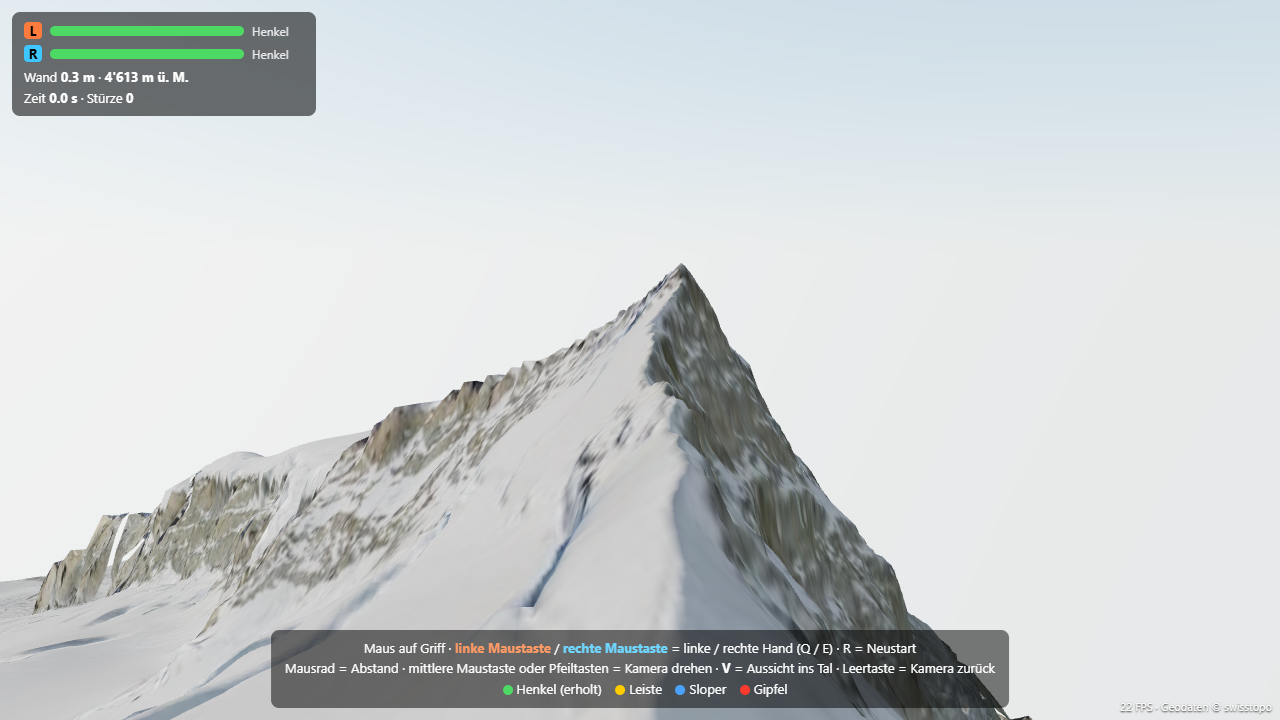 L Henkel
R Henkel
Wand 0.3 m · 4'613 m ü. M.
Zeit 0.0 s · Stürze 0
Maus auf Griff · linke Maustaste / rechte Maustaste = linke / rechte Hand (Q / E) · R = Neustart
Mausrad = Abstand · mittlere Maustaste oder Pfeiltasten = Kamera drehen · V = Aussicht ins Tal · Leertaste = Kamera zurück
Henkel (erholt) Leiste Sloper Gipfel
22 FPS · Geodaten © swisstopo